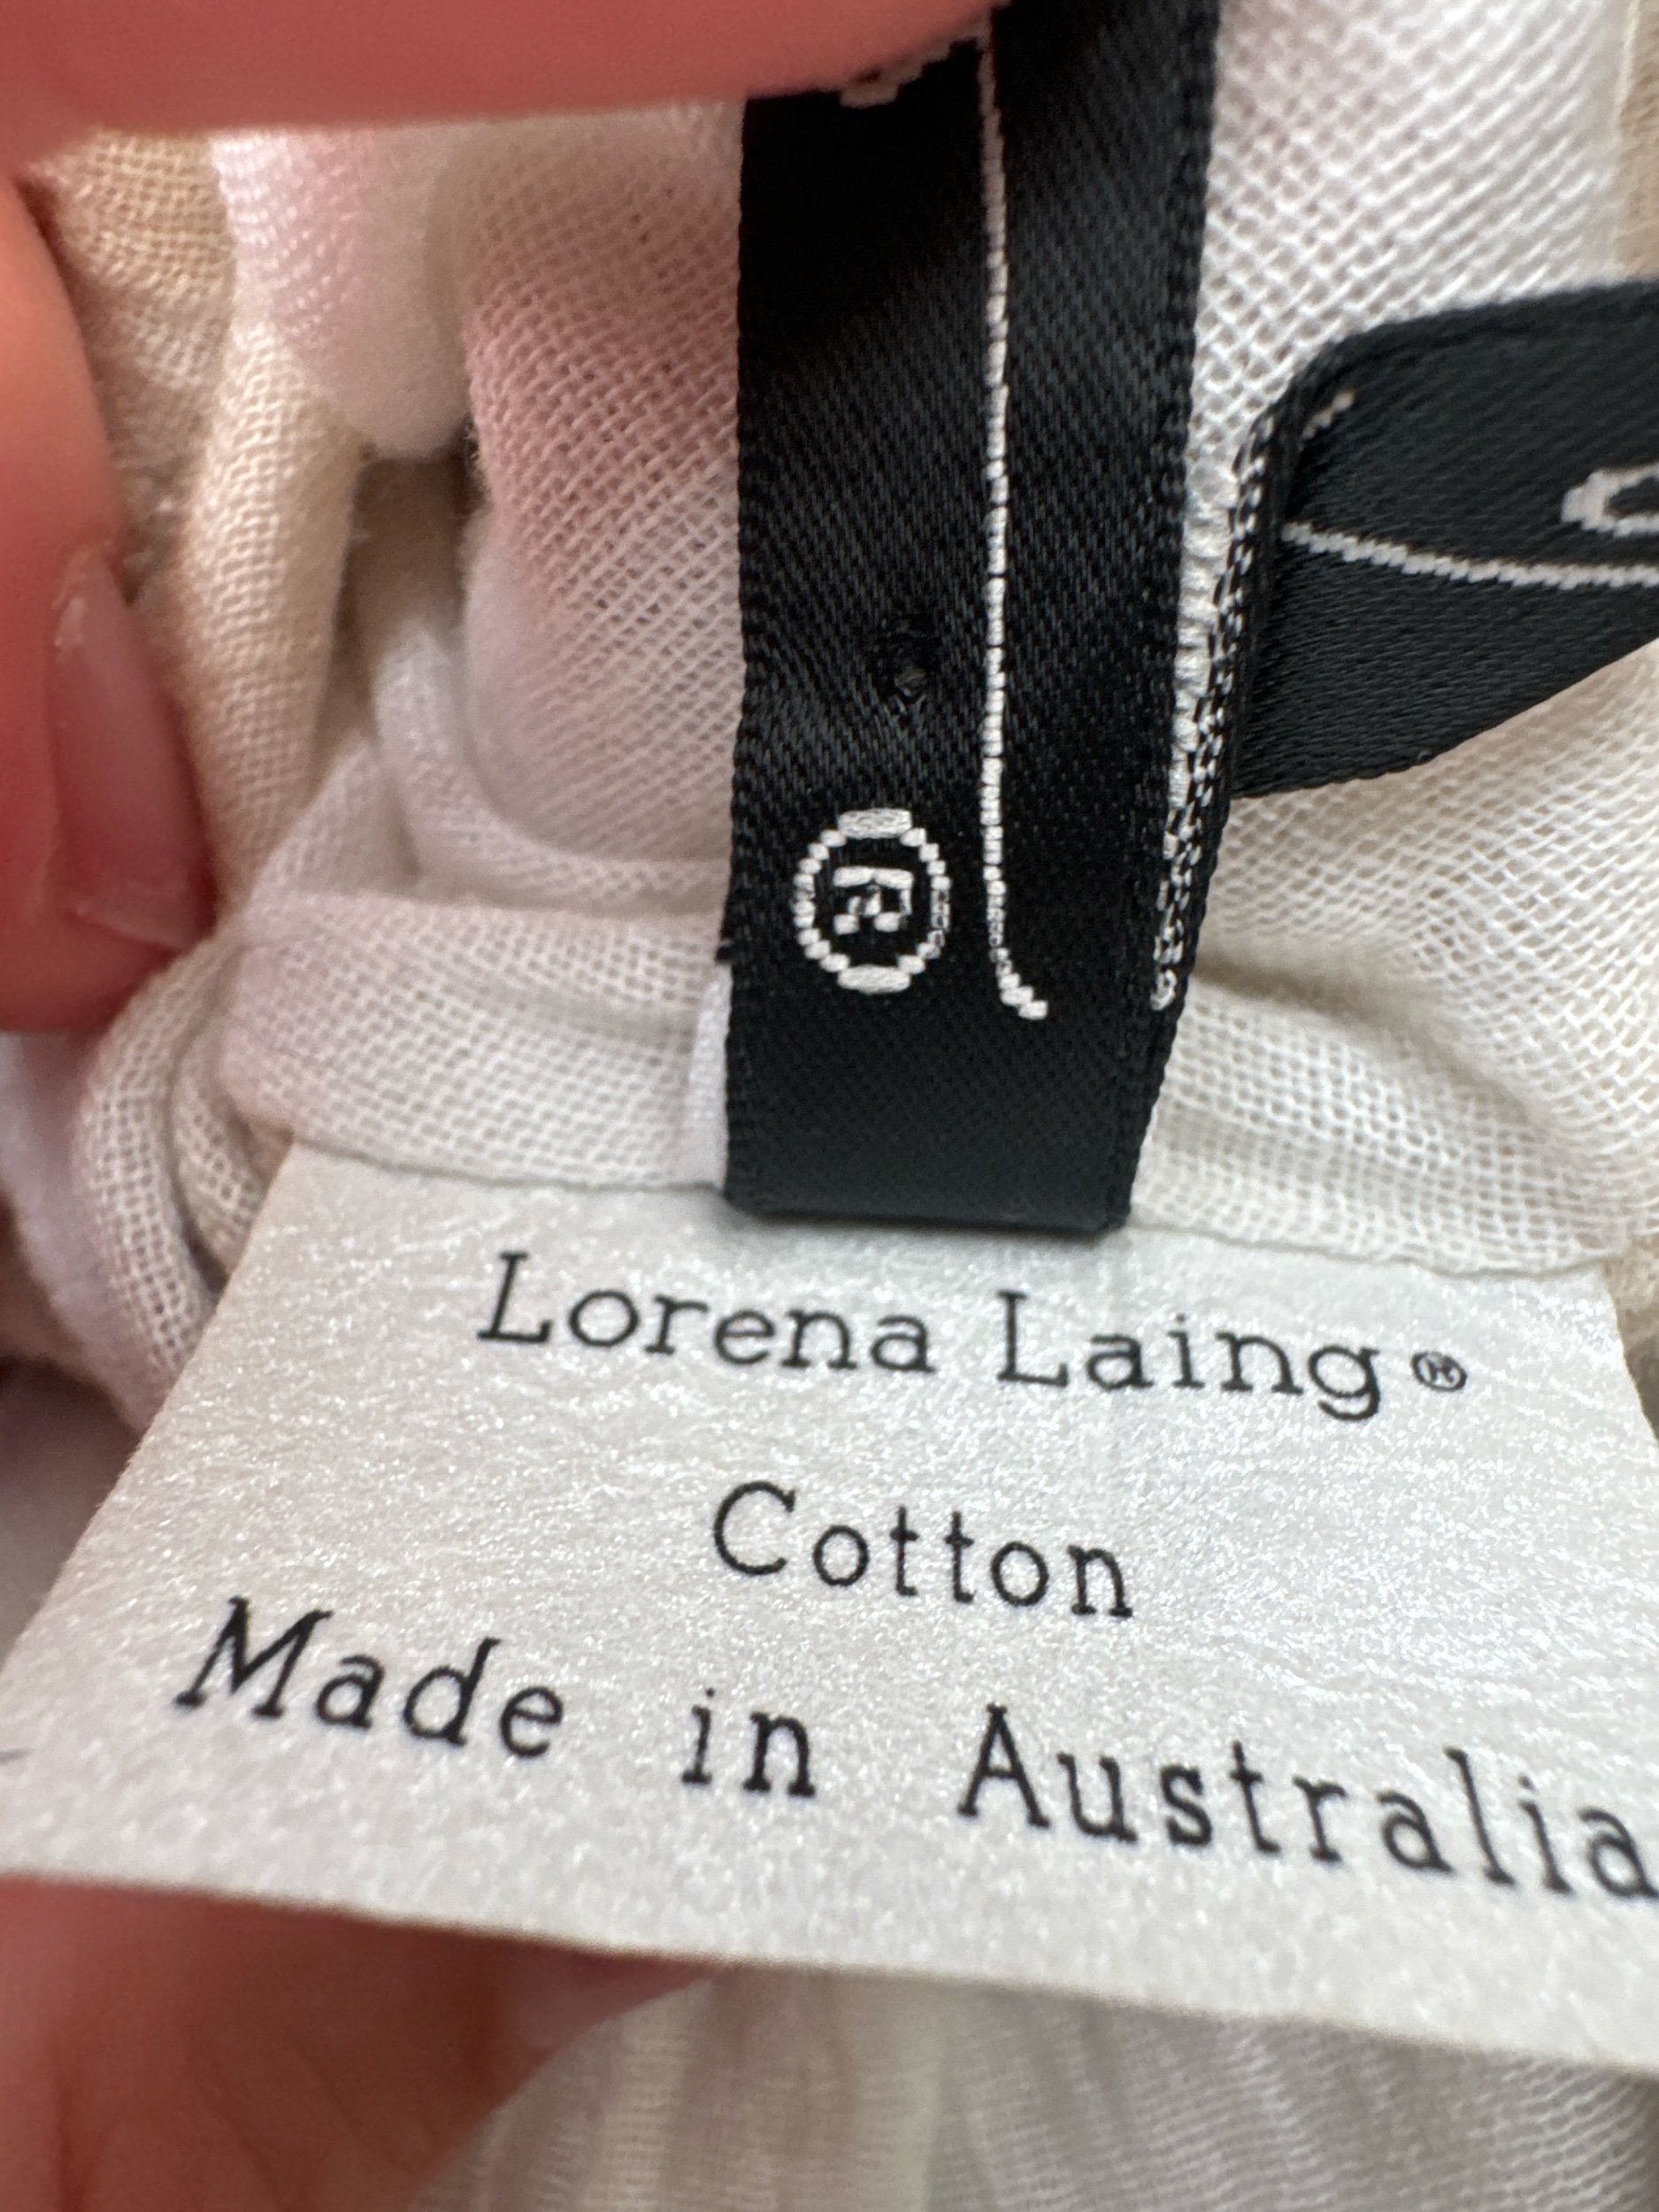 ®
Lorena Laing®
Cotton
Made in Australia